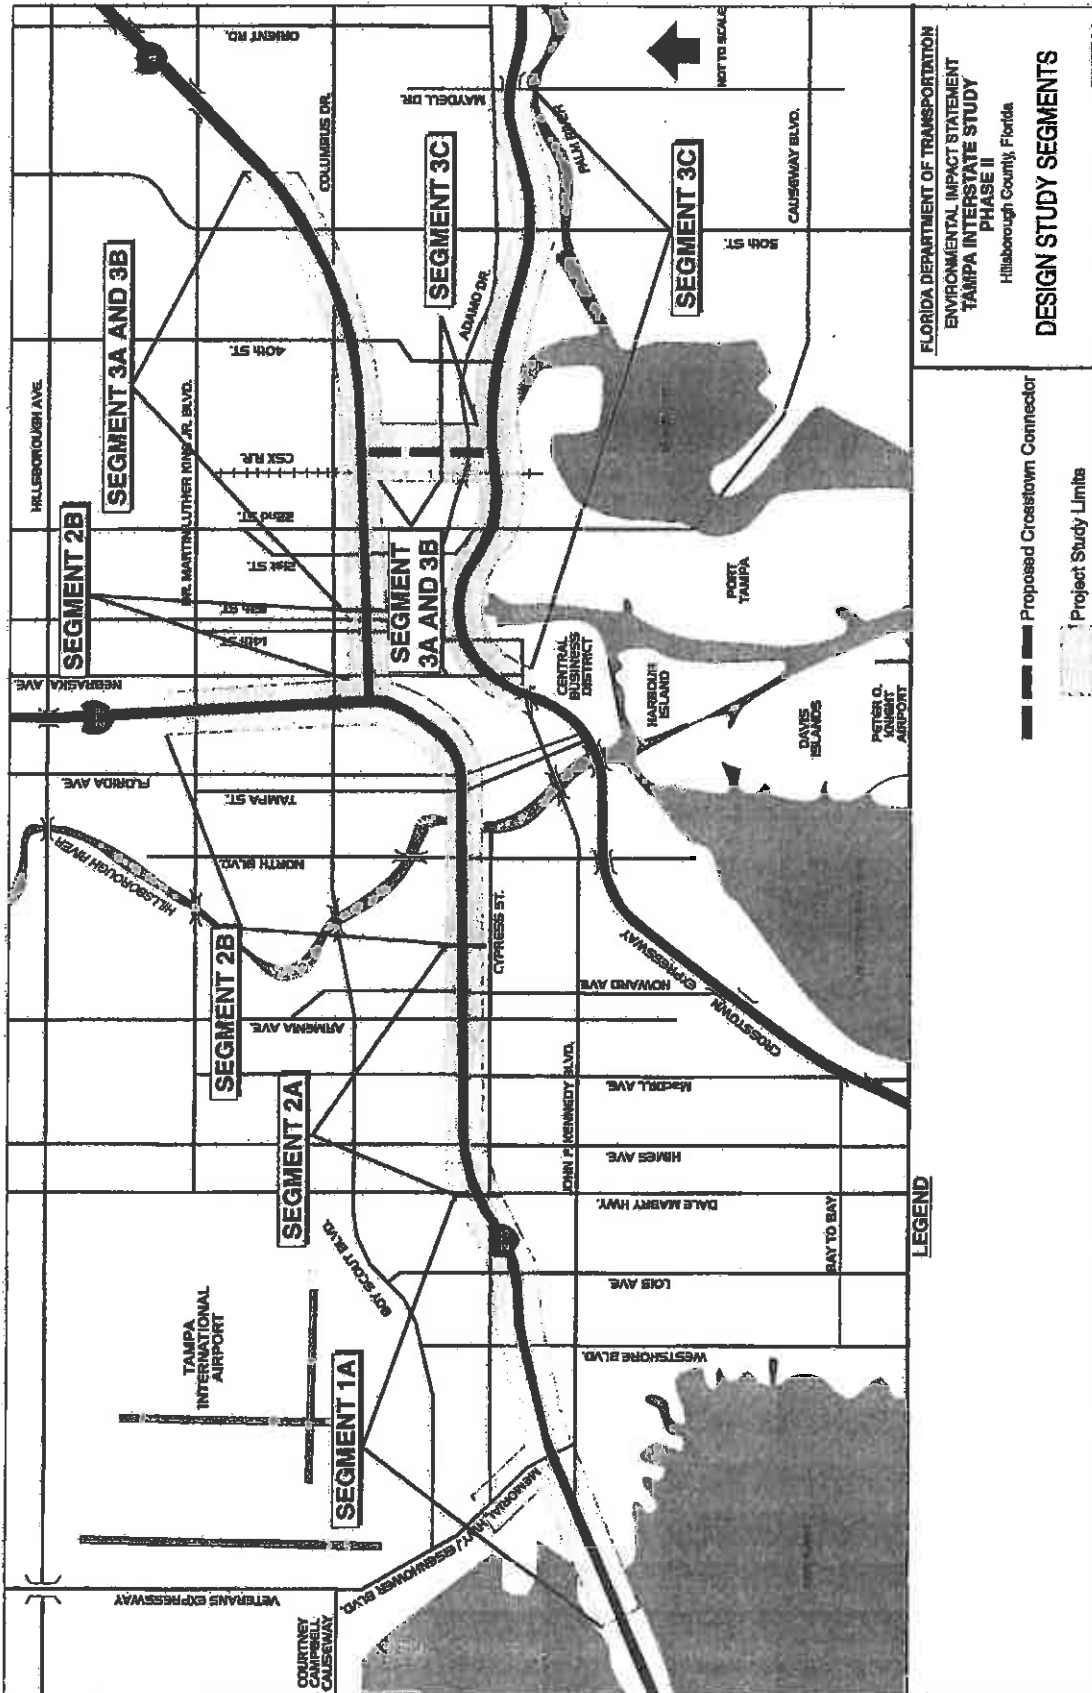 HILLSBOROUGH AVE.
VETERANS EXPRESSWAY
COURTNEY
CAMPBELL
CAUSEWAY
TAMPA
INTERNATIONAL
AIRPORT
SEGMENT 1A
EISENHOWER BLVD.
MEMORIAL HWY.
BOY SCOUT BLVD.
WESTSHORE BLVD.
LOIS AVE.
DALE MABRY HWY.
HIMES AVE.
MacDILL AVE.
BAY TO BAY
JOHN F. KENNEDY BLVD.
SEGMENT 2A
SEGMENT 2B
ARMENIA AVE.
HOWARD AVE.
CROSSTOWN
EXPRESSWAY
CYPRESS ST.
NORTH BLVD.
HILLSBOROUGH RIVER
TAMPA ST.
FLORIDA AVE.
NEBRASKA AVE.
SEGMENT 2B
14th ST.
21st ST.
22nd ST.
CSX R.R.
DR. MARTIN LUTHER KING JR. BLVD.
SEGMENT 3A AND 3B
40th ST.
COLUMBUS DR.
ORIENT RD.
SEGMENT
3A AND 3B
CENTRAL
BUSINESS
DISTRICT
HARBOUR
ISLAND
DAVIS
ISLANDS
PETER O.
KNIGHT
AIRPORT
PORT
TAMPA
ADAMO DR.
SEGMENT 3C
MAYDELL DR.
PALM RIVER
SEGMENT 3C
50th ST.
CAUSEWAY BLVD.
NOT TO SCALE
LEGEND
Proposed Crosstown Connector
Project Study Limits
FLORIDA DEPARTMENT OF TRANSPORTATION
ENVIRONMENTAL IMPACT STATEMENT
TAMPA INTERSTATE STUDY
PHASE II
Hillsborough County, Florida
DESIGN STUDY SEGMENTS